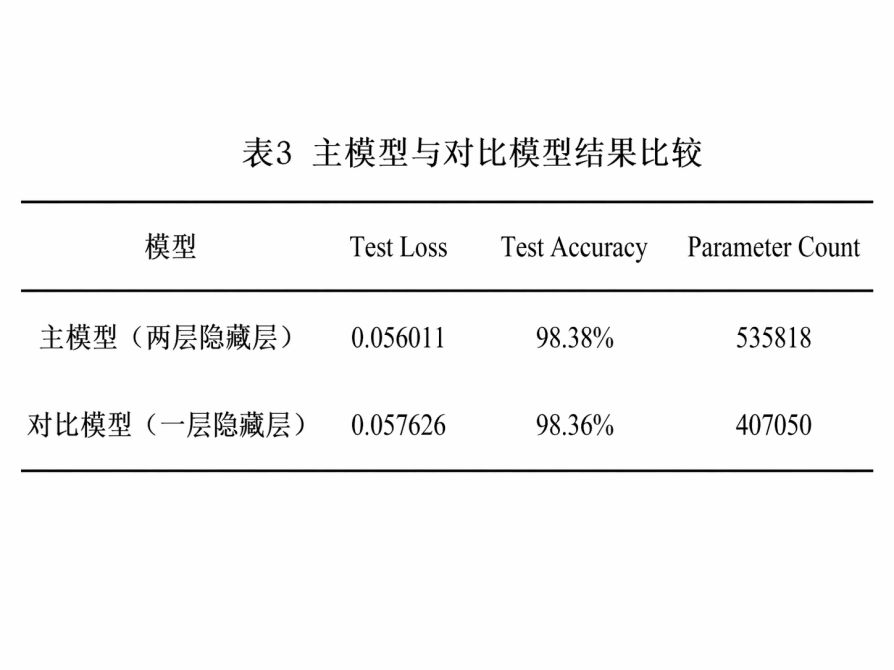 表3 主模型与对比模型结果比较
模型 Test Loss Test Accuracy Parameter Count
主模型（两层隐藏层） 0.056011 98.38% 535818
对比模型（一层隐藏层） 0.057626 98.36% 407050